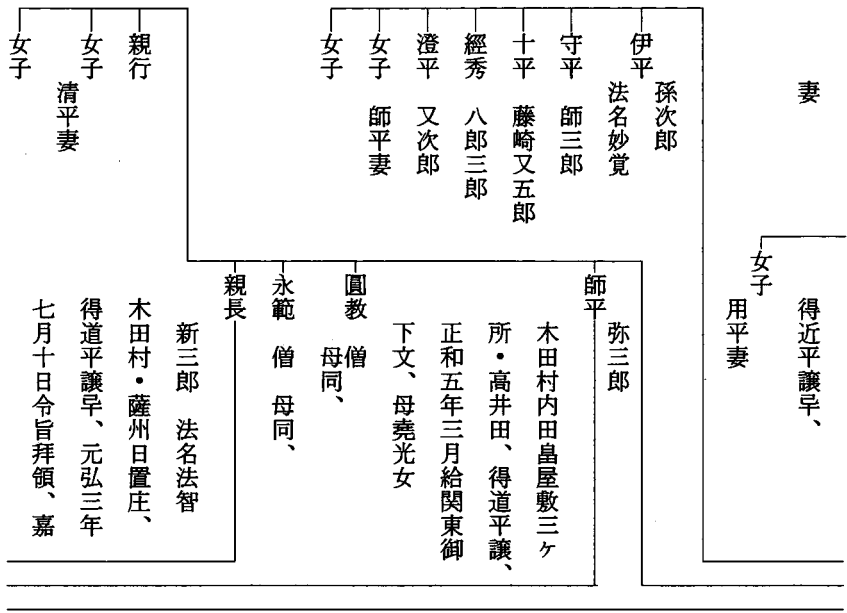 妻
得近平譲早、
女子
用平妻
伊平
孫次郎
法名妙覚
守平 師三郎
十平 藤崎又五郎
經秀 八郎三郎
澄平 又次郎
女子 師平妻
女子
師平
弥三郎
木田村内田畠屋敷三ケ
所・高井田、得道平譲、
正和五年三月給関東御
下文、母堯光女
圓教 僧
母同、
永範 僧 母同、
親長
新三郎 法名法智
木田村・薩州日置庄、
得道平譲早、元弘三年
七月十日令旨拝領、嘉
親行
女子
清平妻
女子